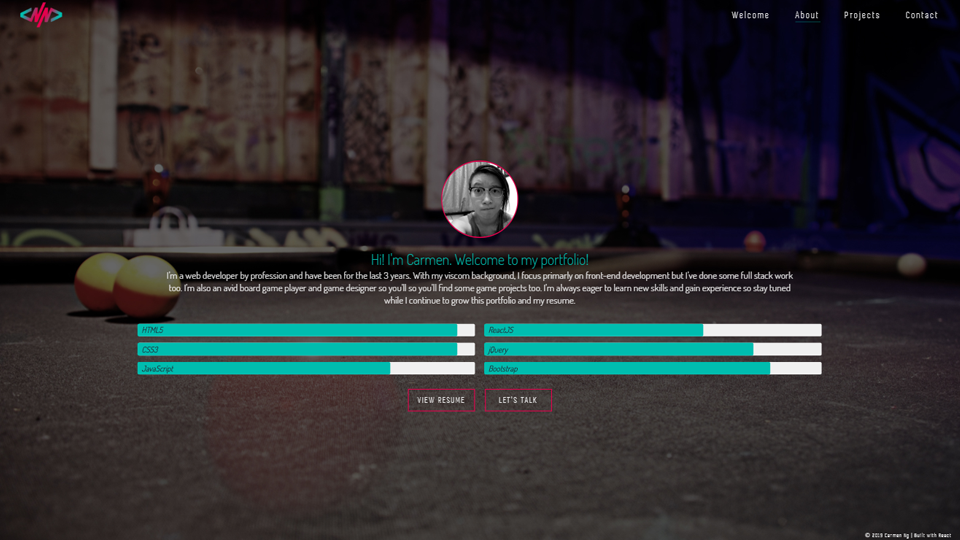 Welcome About Projects Contact
Hi! I'm Carmen. Welcome to my portfolio!
I'm a web developer by profession and have been for the last 3 years. With my viscom background, I focus primarly on front-end development but I've done some full stack work
too. I'm also an avid board game player and game designer so you'll so you'll find some game projects too. I'm always eager to learn new skills and gain experience so stay tuned
while I continue to grow this portfolio and my resume.
HTML5 ReactJS
CSS3 jQuery
JavaScript Bootstrap
VIEW RESUME LET'S TALK
© 2019 Carmen Ng | Built with React